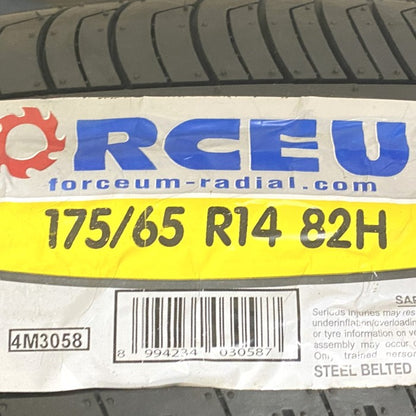 ORCEU
forceum-radial.com
175/65 R14 82H
4M3058
8 994234 030587
SAF
Serious injuries may res
underinflation/overloadin
or tyre information on ve
assembly may occur -
Only trained person
STEEL BELTED